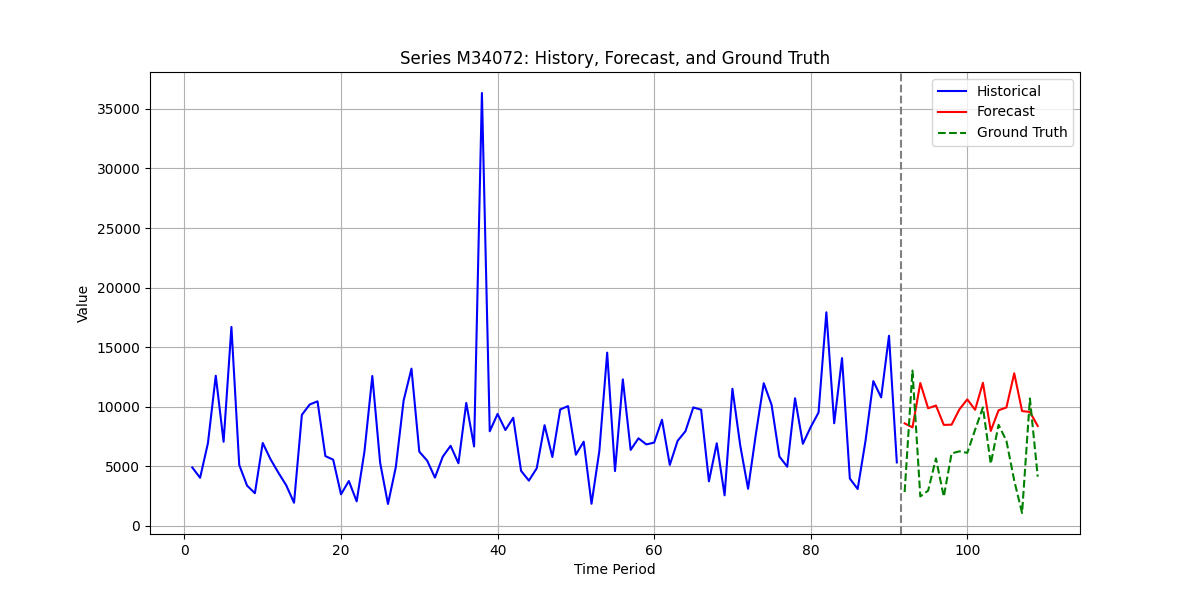 Series M34072: History, Forecast, and Ground Truth
Historical
Forecast
Ground Truth
Value
35000
30000
25000
20000
15000
10000
5000
0
0 20 40 60 80 100
Time Period